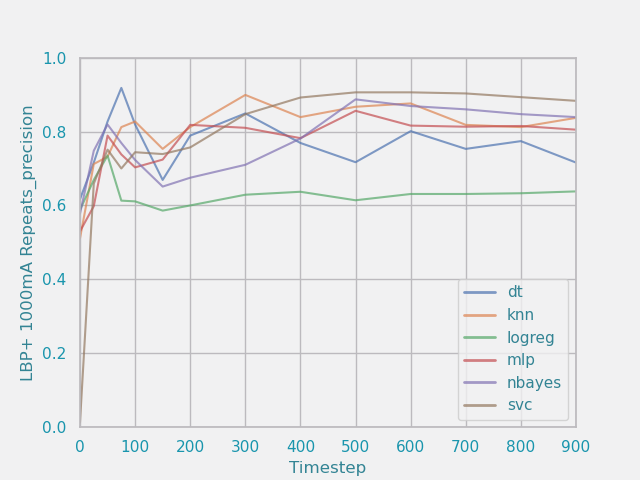 1.0
0.8
0.6
0.4
0.2
0.0
LBP+ 1000mA Repeats_precision
0 100 200 300 400 500 600 700 800 900
Timestep
dt
knn
logreg
mlp
nbayes
svc